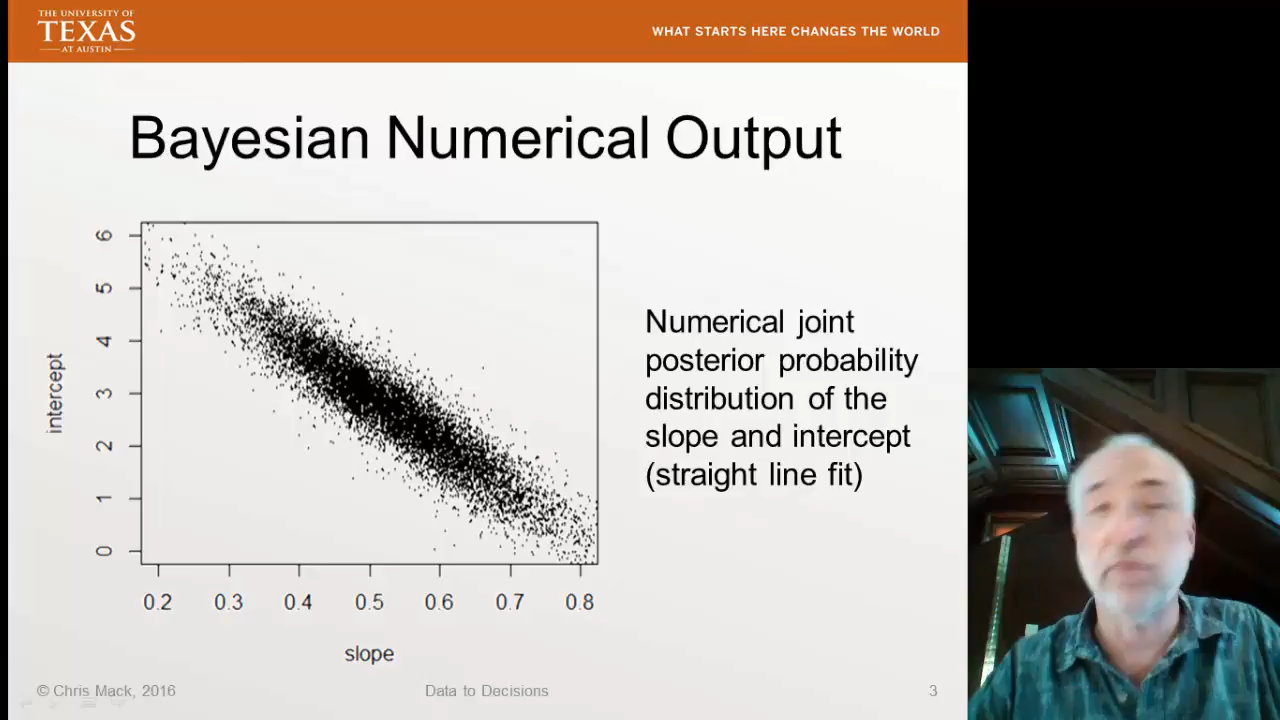 THE UNIVERSITY OF
TEXAS
AT AUSTIN
WHAT STARTS HERE CHANGES THE WORLD
Bayesian Numerical Output
6
5
4
3
2
1
0
intercept
0.2 0.3 0.4 0.5 0.6 0.7 0.8
slope
Numerical joint
posterior probability
distribution of the
slope and intercept
(straight line fit)
© Chris Mack, 2016
Data to Decisions
3